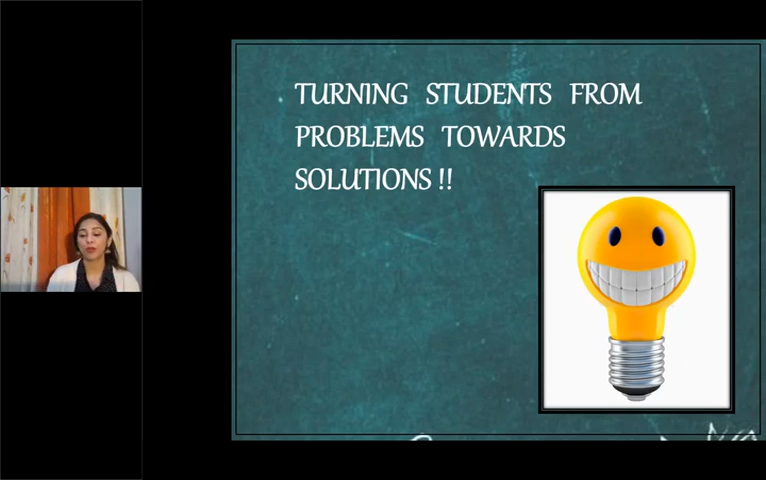 TURNING STUDENTS FROM
PROBLEMS TOWARDS
SOLUTIONS !!